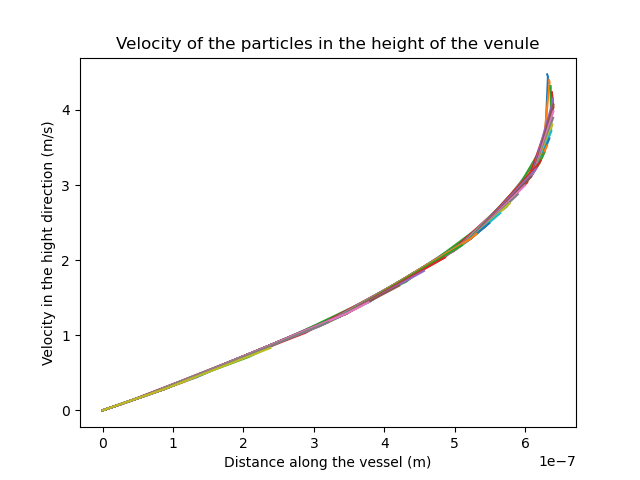 Velocity of the particles in the height of the venule
Velocity in the hight direction (m/s)
4
3
2
1
0
0 1 2 3 4 5 6
1e−7
Distance along the vessel (m)